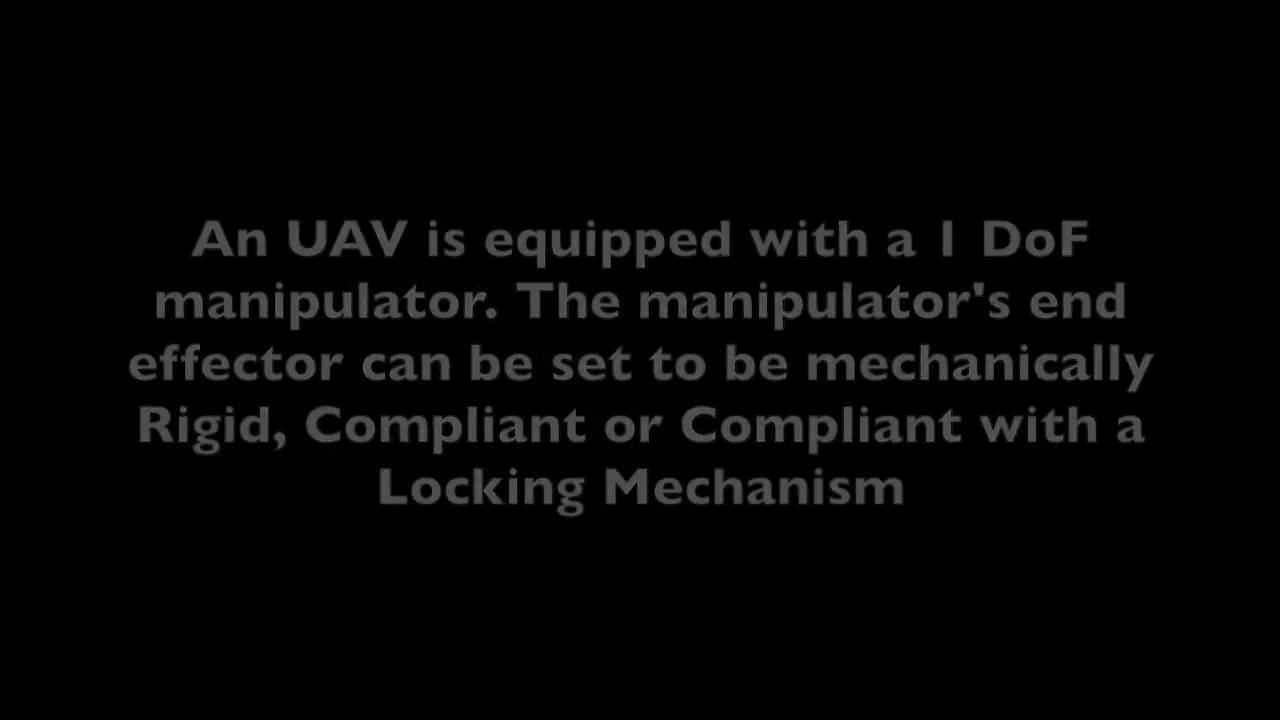 An UAV is equipped with a 1 DoF
manipulator. The manipulator's end
effector can be set to be mechanically
Rigid, Compliant or Compliant with a
Locking Mechanism